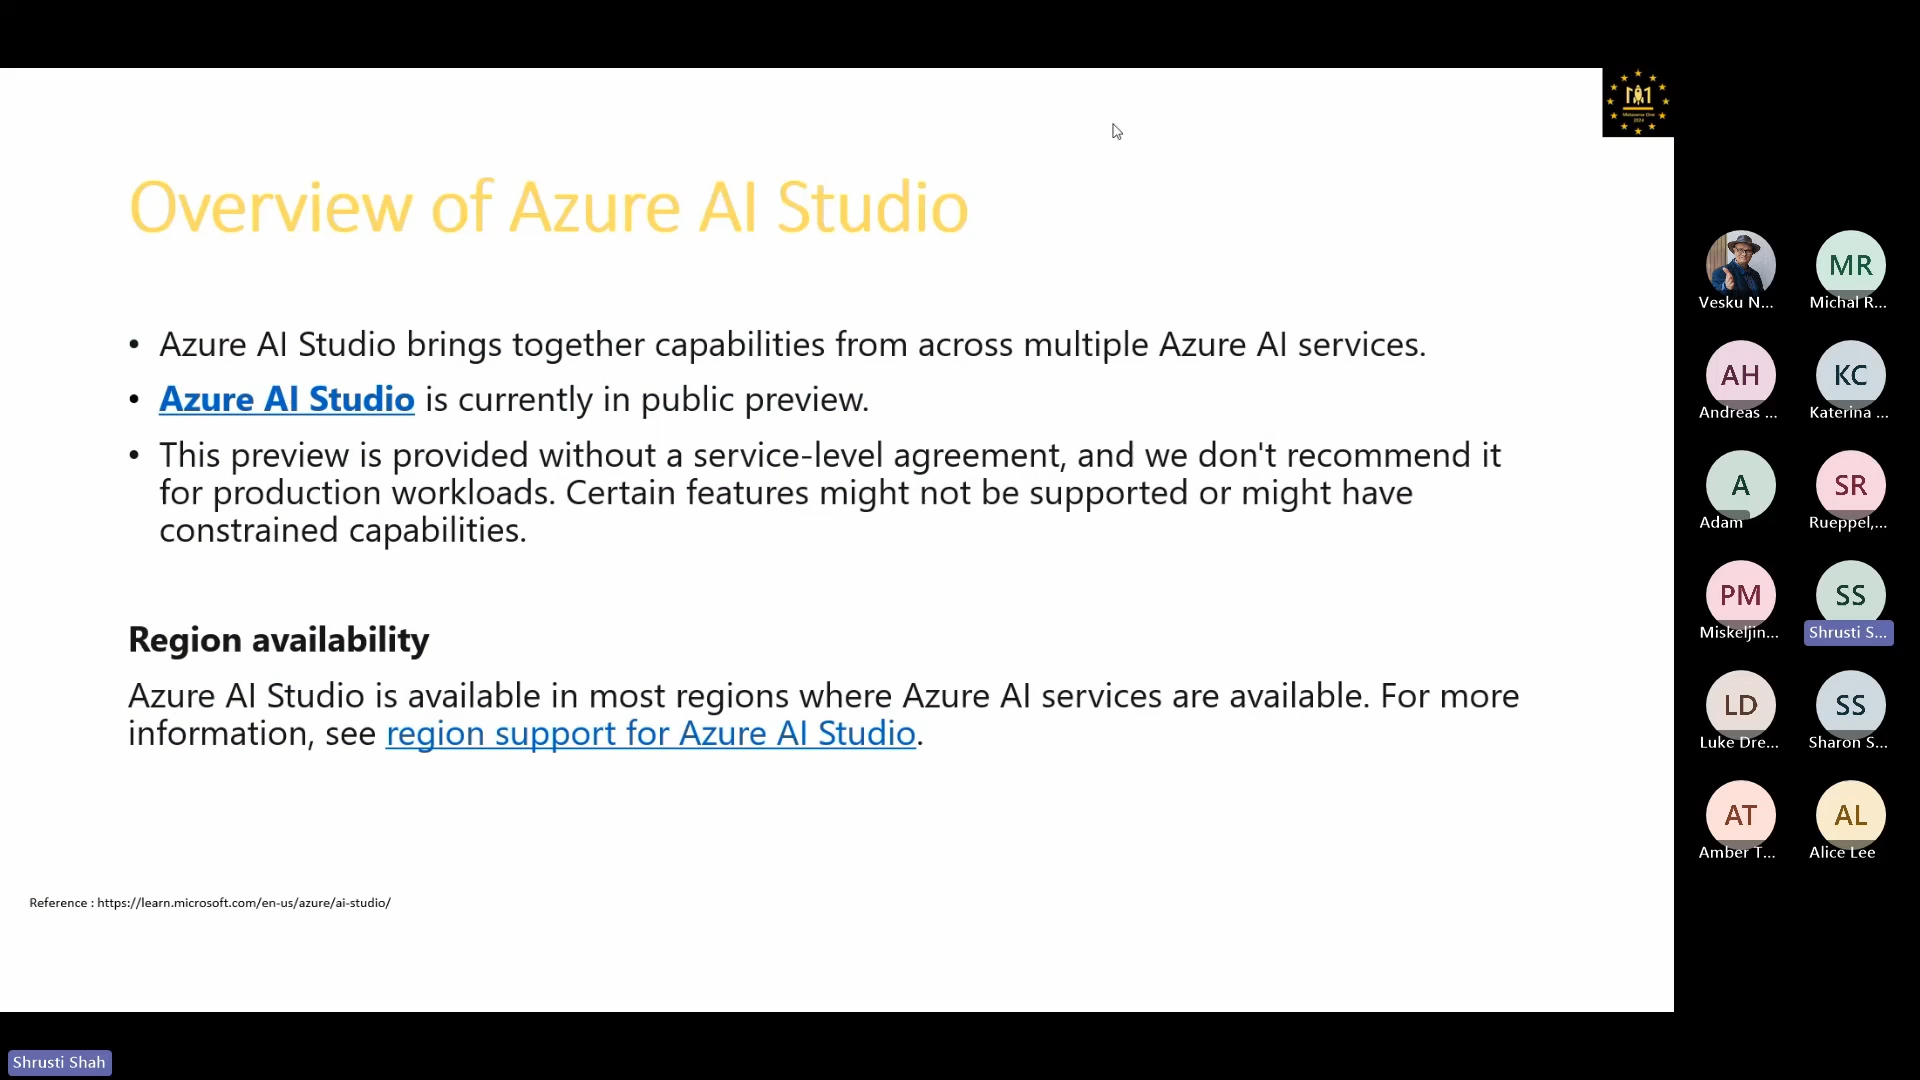 Overview of Azure AI Studio
• Azure AI Studio brings together capabilities from across multiple Azure AI services.
• Azure AI Studio is currently in public preview.
• This preview is provided without a service-level agreement, and we don't recommend it
for production workloads. Certain features might not be supported or might have
constrained capabilities.
Region availability
Azure AI Studio is available in most regions where Azure AI services are available. For more
information, see region support for Azure AI Studio.
Reference : https://learn.microsoft.com/en-us/azure/ai-studio/
Metaverse One
2024
Vesku N...
MR
Michal R...
AH
Andreas ...
KC
Katerina ...
A
Adam
SR
Rueppel,...
PM
Miskeljin...
SS
Shrusti S...
LD
Luke Dre...
SS
Sharon S...
AT
Amber T...
AL
Alice Lee
Shrusti Shah